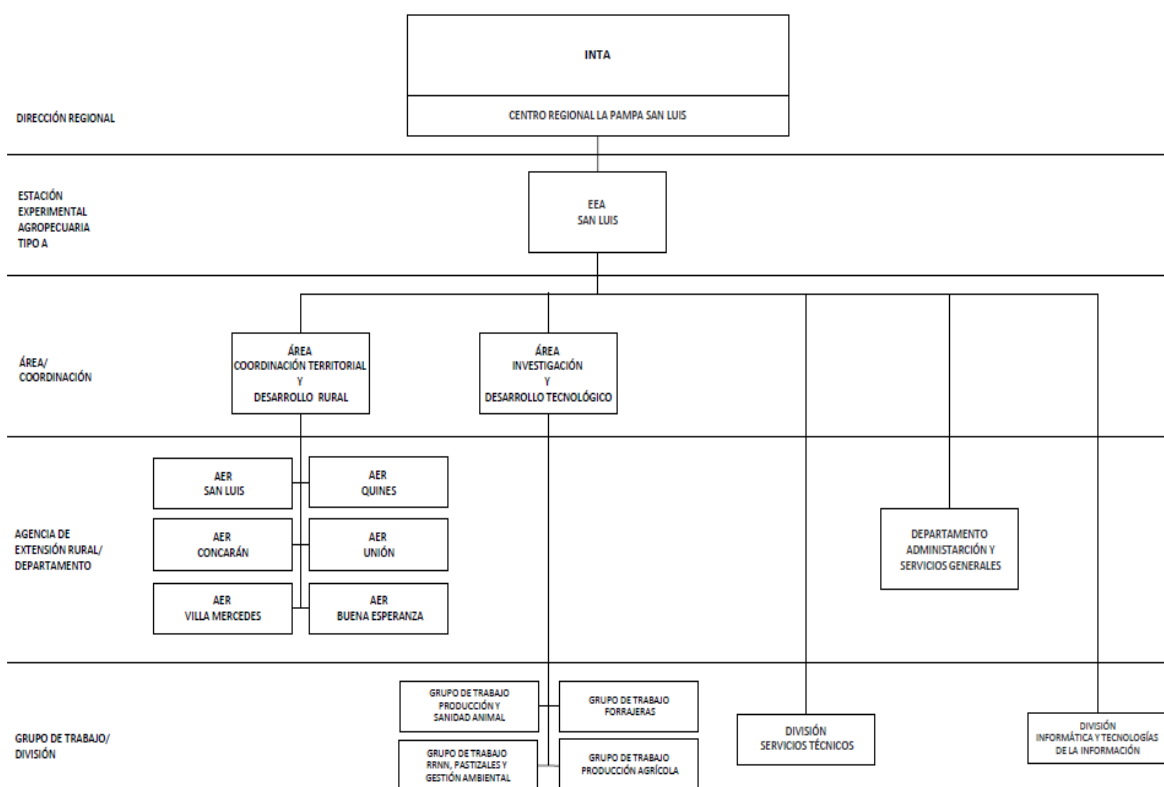 INTA
DIRECCIÓN REGIONAL
CENTRO REGIONAL LA PAMPA SAN LUIS
ESTACIÓN
EXPERIMENTAL
AGROPECUARIA
TIPO A
EEA
SAN LUIS
ÁREA/
COORDINACIÓN
ÁREA
COORDINACIÓN TERRITORIAL
Y
DESARROLLO RURAL
ÁREA
INVESTIGACIÓN
Y
DESARROLLO TECNOLÓGICO
AGENCIA DE
EXTENSIÓN RURAL/
DEPARTAMENTO
AER
SAN LUIS
AER
QUINES
AER
CONCARÁN
AER
UNIÓN
AER
VILLA MERCEDES
AER
BUENA ESPERANZA
DEPARTAMENTO
ADMINISTARCIÓN Y
SERVICIOS GENERALES
GRUPO DE TRABAJO/
DIVISIÓN
GRUPO DE TRABAJO
PRODUCCIÓN Y
SANIDAD ANIMAL
GRUPO DE TRABAJO
FORRAJERAS
GRUPO DE TRABAJO
RRNN, PASTIZALES Y
GESTIÓN AMBIENTAL
GRUPO DE TRABAJO
PRODUCCIÓN AGRÍCOLA
DIVISIÓN
SERVICIOS TÉCNICOS
DIVISIÓN
INFORMÁTICA Y TECNOLOGÍAS
DE LA INFORMACIÓN